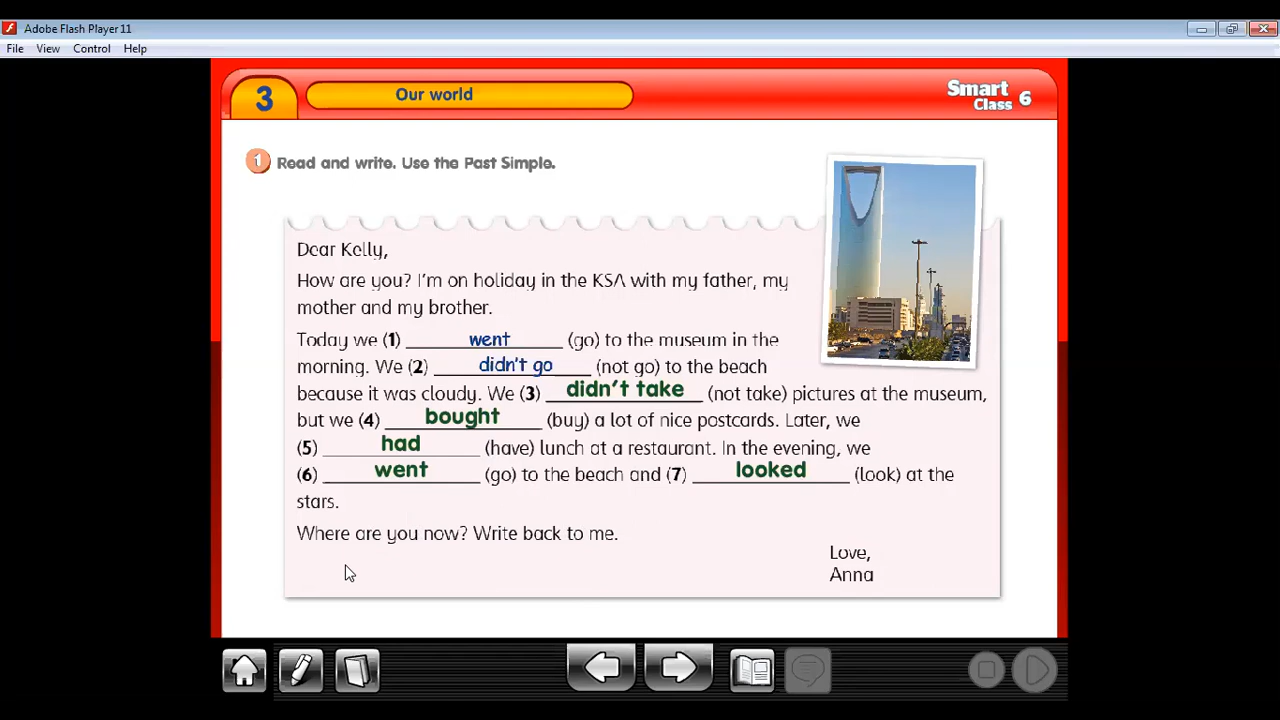 Adobe Flash Player 11
File View Control Help
3 Our world Smart
Class 6
1 Read and write. Use the Past Simple.
Dear Kelly,
How are you? I'm on holiday in the KSA with my father, my
mother and my brother.
Today we (1) went (go) to the museum in the
morning. We (2) didn't go (not go) to the beach
because it was cloudy. We (3) didn't take (not take) pictures at the museum,
but we (4) bought (buy) a lot of nice postcards. Later, we
(5) had (have) lunch at a restaurant. In the evening, we
(6) went (go) to the beach and (7) looked (look) at the
stars.
Where are you now? Write back to me.
Love,
Anna